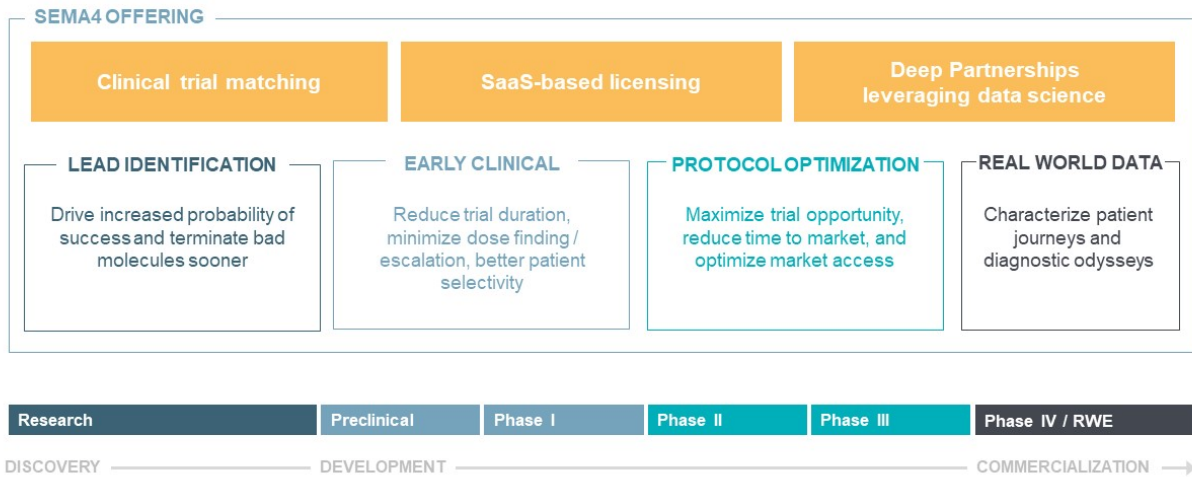 SEMA4 OFFERING
Clinical trial matching
SaaS-based licensing
Deep Partnerships
leveraging data science
LEAD IDENTIFICATION
Drive increased probability of
success and terminate bad
molecules sooner
EARLY CLINICAL
Reduce trial duration,
minimize dose finding /
escalation, better patient
selectivity
PROTOCOL OPTIMIZATION
Maximize trial opportunity,
reduce time to market, and
optimize market access
REAL WORLD DATA
Characterize patient
journeys and
diagnostic odysseys
Research
Preclinical
Phase I
Phase II
Phase III
Phase IV / RWE
DISCOVERY
DEVELOPMENT
COMMERCIALIZATION